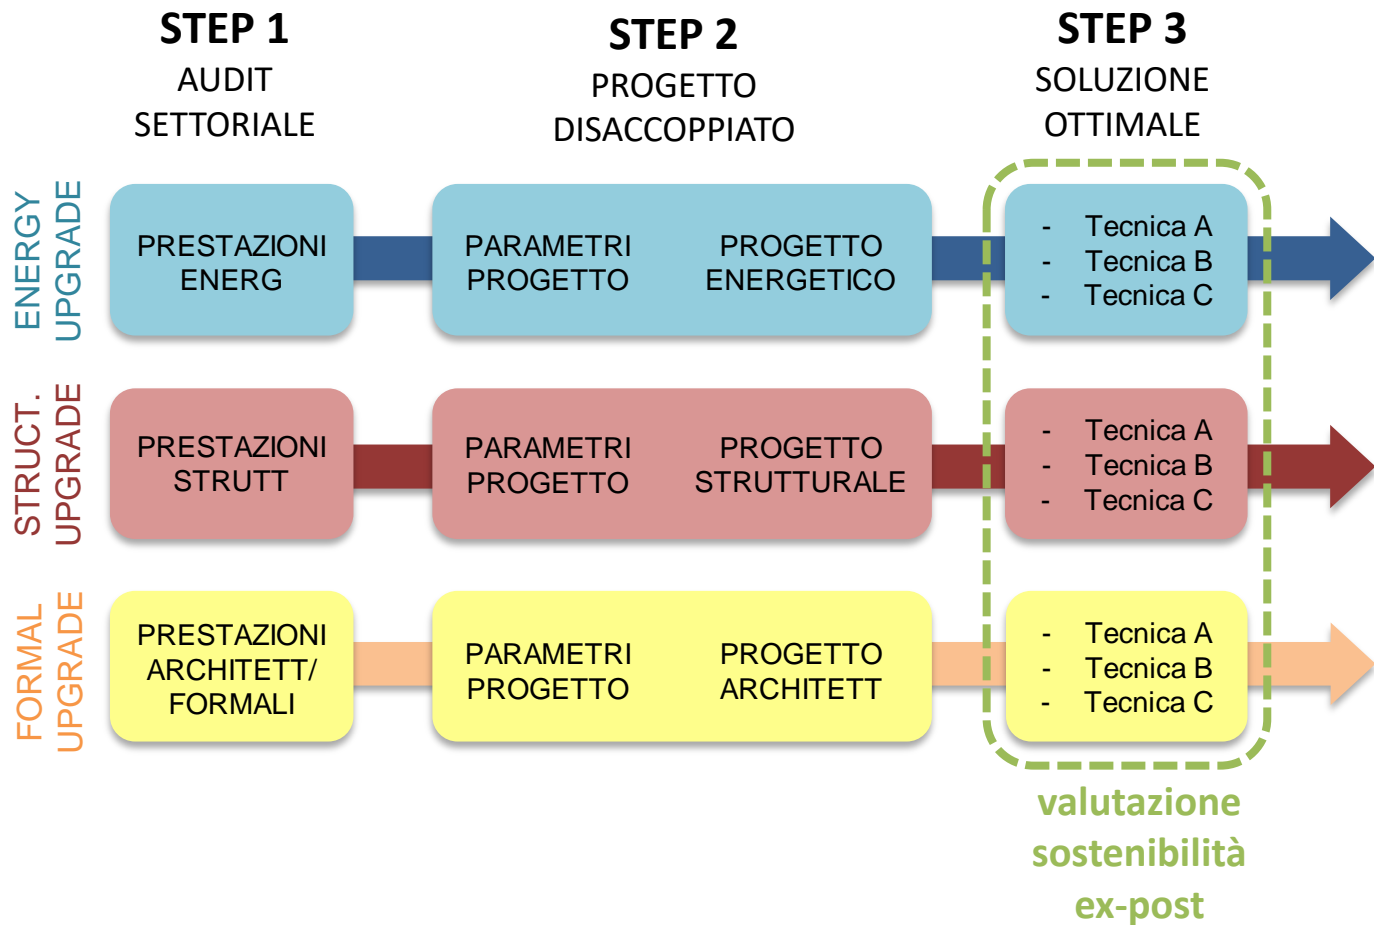 STEP 1
AUDIT
SETTORIALE
STEP 2
PROGETTO
DISACCOPPIATO
STEP 3
SOLUZIONE
OTTIMALE
ENERGY
UPGRADE
PRESTAZIONI
ENERG
PARAMETRI
PROGETTO
PROGETTO
ENERGETICO
- Tecnica A
- Tecnica B
- Tecnica C
STRUCT.
UPGRADE
PRESTAZIONI
STRUTT
PARAMETRI
PROGETTO
PROGETTO
STRUTTURALE
- Tecnica A
- Tecnica B
- Tecnica C
FORMAL
UPGRADE
PRESTAZIONI
ARCHITETT/
FORMALI
PARAMETRI
PROGETTO
PROGETTO
ARCHITETT
- Tecnica A
- Tecnica B
- Tecnica C
valutazione
sostenibilità
ex-post